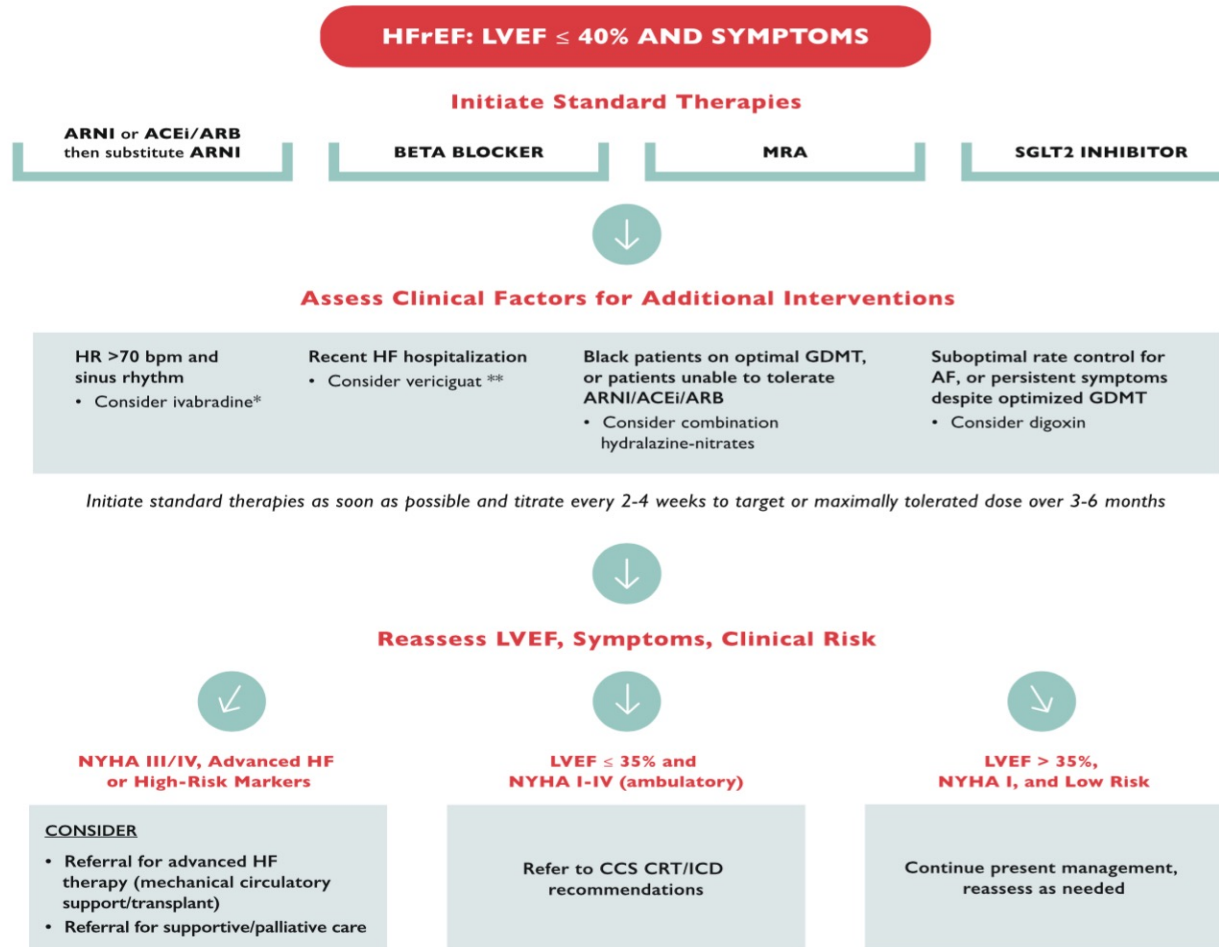 HFrEF: LVEF ≤ 40% AND SYMPTOMS
Initiate Standard Therapies
ARNI or ACEi/ARB
then substitute ARNI
BETA BLOCKER
MRA
SGLT2 INHIBITOR
Assess Clinical Factors for Additional Interventions
HR >70 bpm and
sinus rhythm
• Consider ivabradine*
Recent HF hospitalization
• Consider vericiguat **
Black patients on optimal GDMT,
or patients unable to tolerate
ARNI/ACEi/ARB
• Consider combination
hydralazine-nitrates
Suboptimal rate control for
AF, or persistent symptoms
despite optimized GDMT
• Consider digoxin
Initiate standard therapies as soon as possible and titrate every 2-4 weeks to target or maximally tolerated dose over 3-6 months
Reassess LVEF, Symptoms, Clinical Risk
NYHA III/IV, Advanced HF
or High-Risk Markers
CONSIDER
• Referral for advanced HF
therapy (mechanical circulatory
support/transplant)
• Referral for supportive/palliative care
LVEF ≤ 35% and
NYHA I-IV (ambulatory)
Refer to CCS CRT/ICD
recommendations
LVEF > 35%,
NYHA I, and Low Risk
Continue present management,
reassess as needed